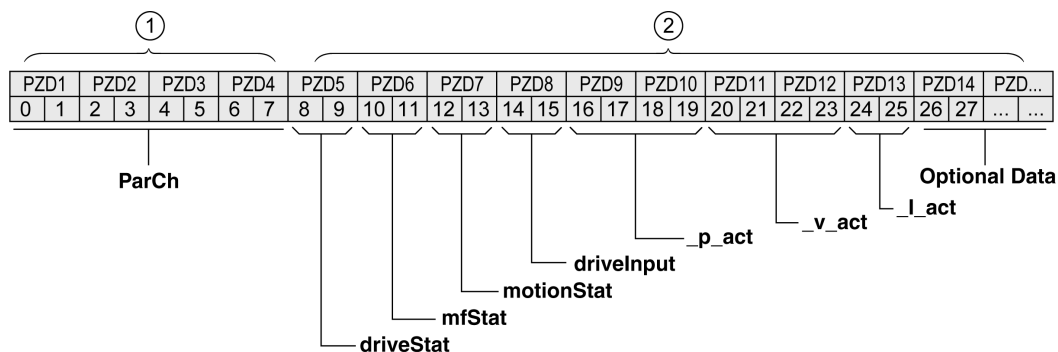 1 2
PZD1 PZD2 PZD3 PZD4 PZD5 PZD6 PZD7 PZD8 PZD9 PZD10 PZD11 PZD12 PZD13 PZD14 PZD...
0 1 2 3 4 5 6 7 8 9 10 11 12 13 14 15 16 17 18 19 20 21 22 23 24 25 26 27 ... ...
ParCh Optional Data
_I_act
_v_act
_p_act
driveInput
motionStat
mfStat
driveStat